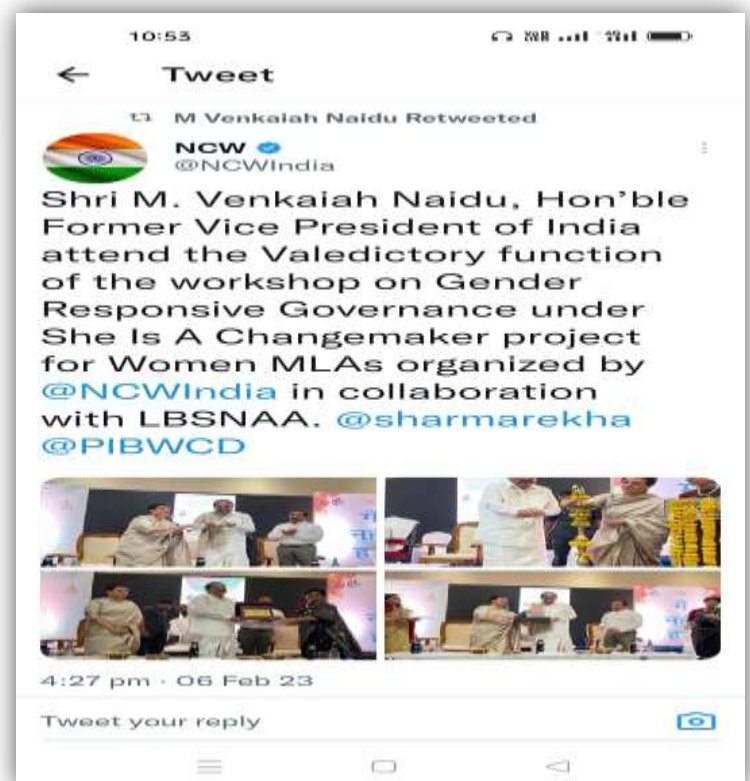 10:53
Tweet
M Venkaiah Naidu Retweeted
NCW
@NCWIndia
Shri M. Venkaiah Naidu, Hon'ble
Former Vice President of India
attend the Valedictory function
of the workshop on Gender
Responsive Governance under
She Is A Changemaker project
for Women MLAs organized by
@NCWIndia in collaboration
with LBSNAA. @sharmarekha
@PIBWCD
4:27 pm · 06 Feb 23
Tweet your reply